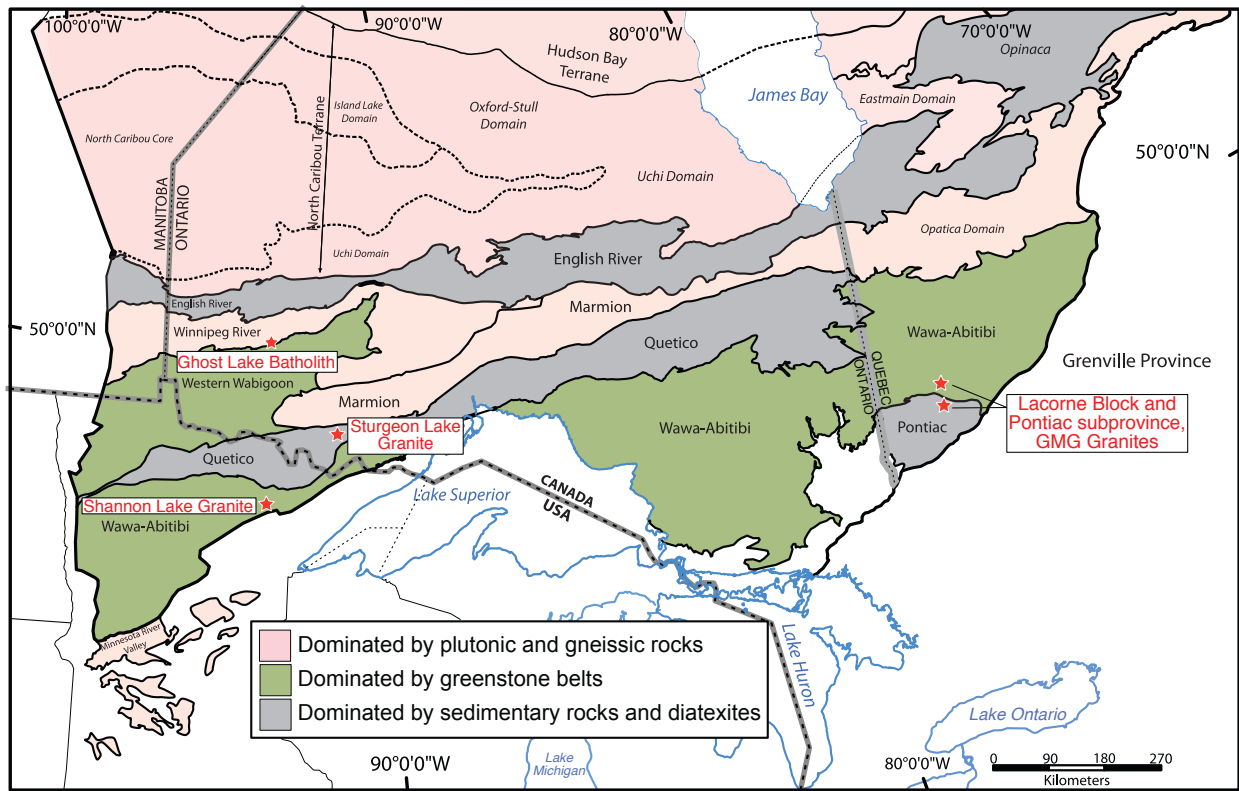 100°0'0"W
90°0'0"W
80°0'0"W
70°0'0"W
Opinaca
Hudson Bay
Terrane
James Bay
Eastmain Domain
Island Lake
Domain
Oxford-Stull
Domain
North Caribou Core
North Caribou Terrane
50°0'0"N
MANITOBA
ONTARIO
Uchi Domain
Uchi Domain
Opatica Domain
English River
English River
Marmion
50°0'0"N
Winnipeg River
Wawa-Abitibi
Quetico
Ghost Lake Batholith
Western Wabigoon
QUEBEC
ONTARIO
Grenville Province
Marmion
Sturgeon Lake
Granite
Wawa-Abitibi
Pontiac
Lacorne Block and
Pontiac subprovince,
GMG Granites
Quetico
Lake Superior
CANADA
USA
Shannon Lake Granite
Wawa-Abitibi
Minnesota River
Valley
Dominated by plutonic and gneissic rocks
Dominated by greenstone belts
Dominated by sedimentary rocks and diatexites
Lake Huron
Lake Ontario
Lake
Michigan
90°0'0"W
80°0'0"W
0 90 180 270
Kilometers